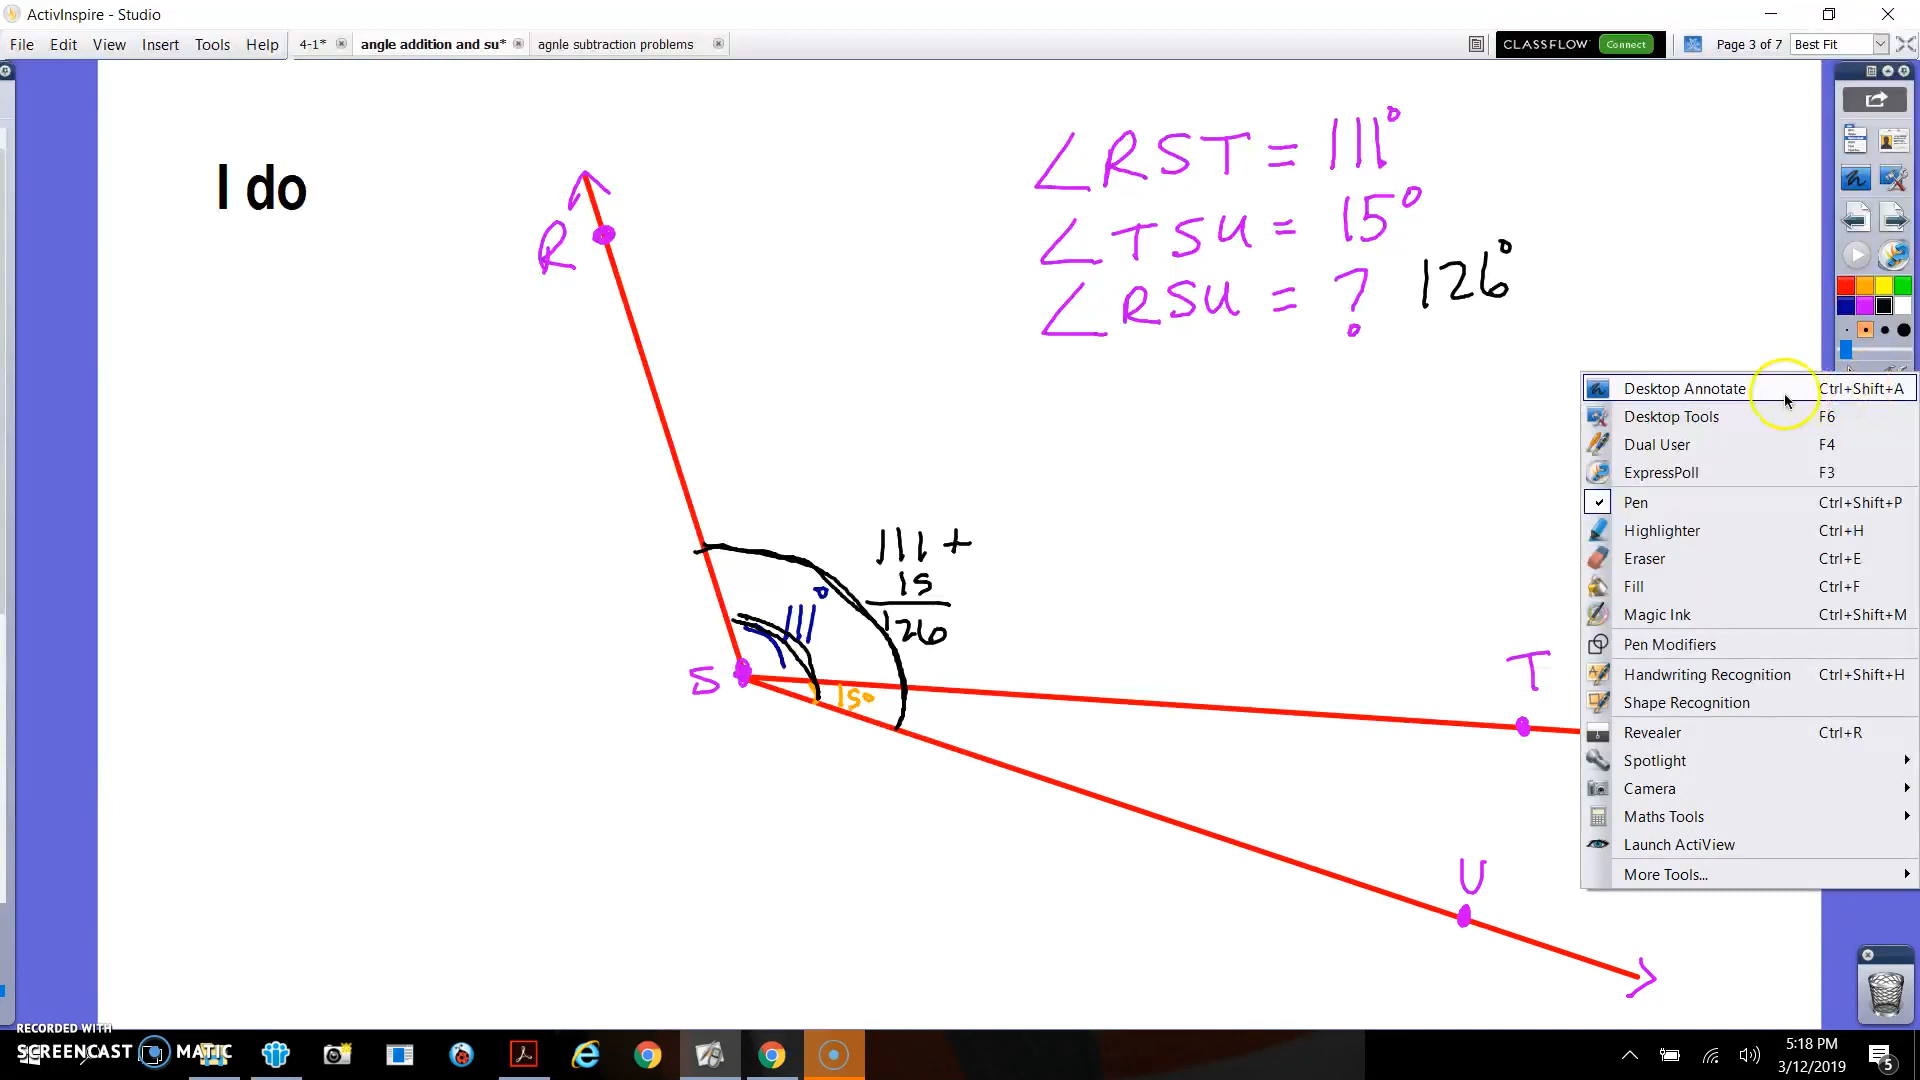 ActivInspire - Studio
File Edit View Insert Tools Help
4-1* angle addition and su* agnle subtraction problems
CLASSFLOW Connect
Page 3 of 7 Best Fit
I do
∠RST = 111°
∠TSU = 15°
∠RSU = ? 126°
R
111 +
15
126
111°
S
15°
T
U
Desktop Annotate Ctrl+Shift+A
Desktop Tools F6
Dual User F4
ExpressPoll F3
Pen Ctrl+Shift+P
Highlighter Ctrl+H
Eraser Ctrl+E
Fill Ctrl+F
Magic Ink Ctrl+Shift+M
Pen Modifiers
Handwriting Recognition Ctrl+Shift+H
Shape Recognition
Revealer Ctrl+R
Spotlight
Camera
Maths Tools
Launch ActiView
More Tools...
RECORDED WITH
SCREENCAST MATIC
5:18 PM
3/12/2019
5